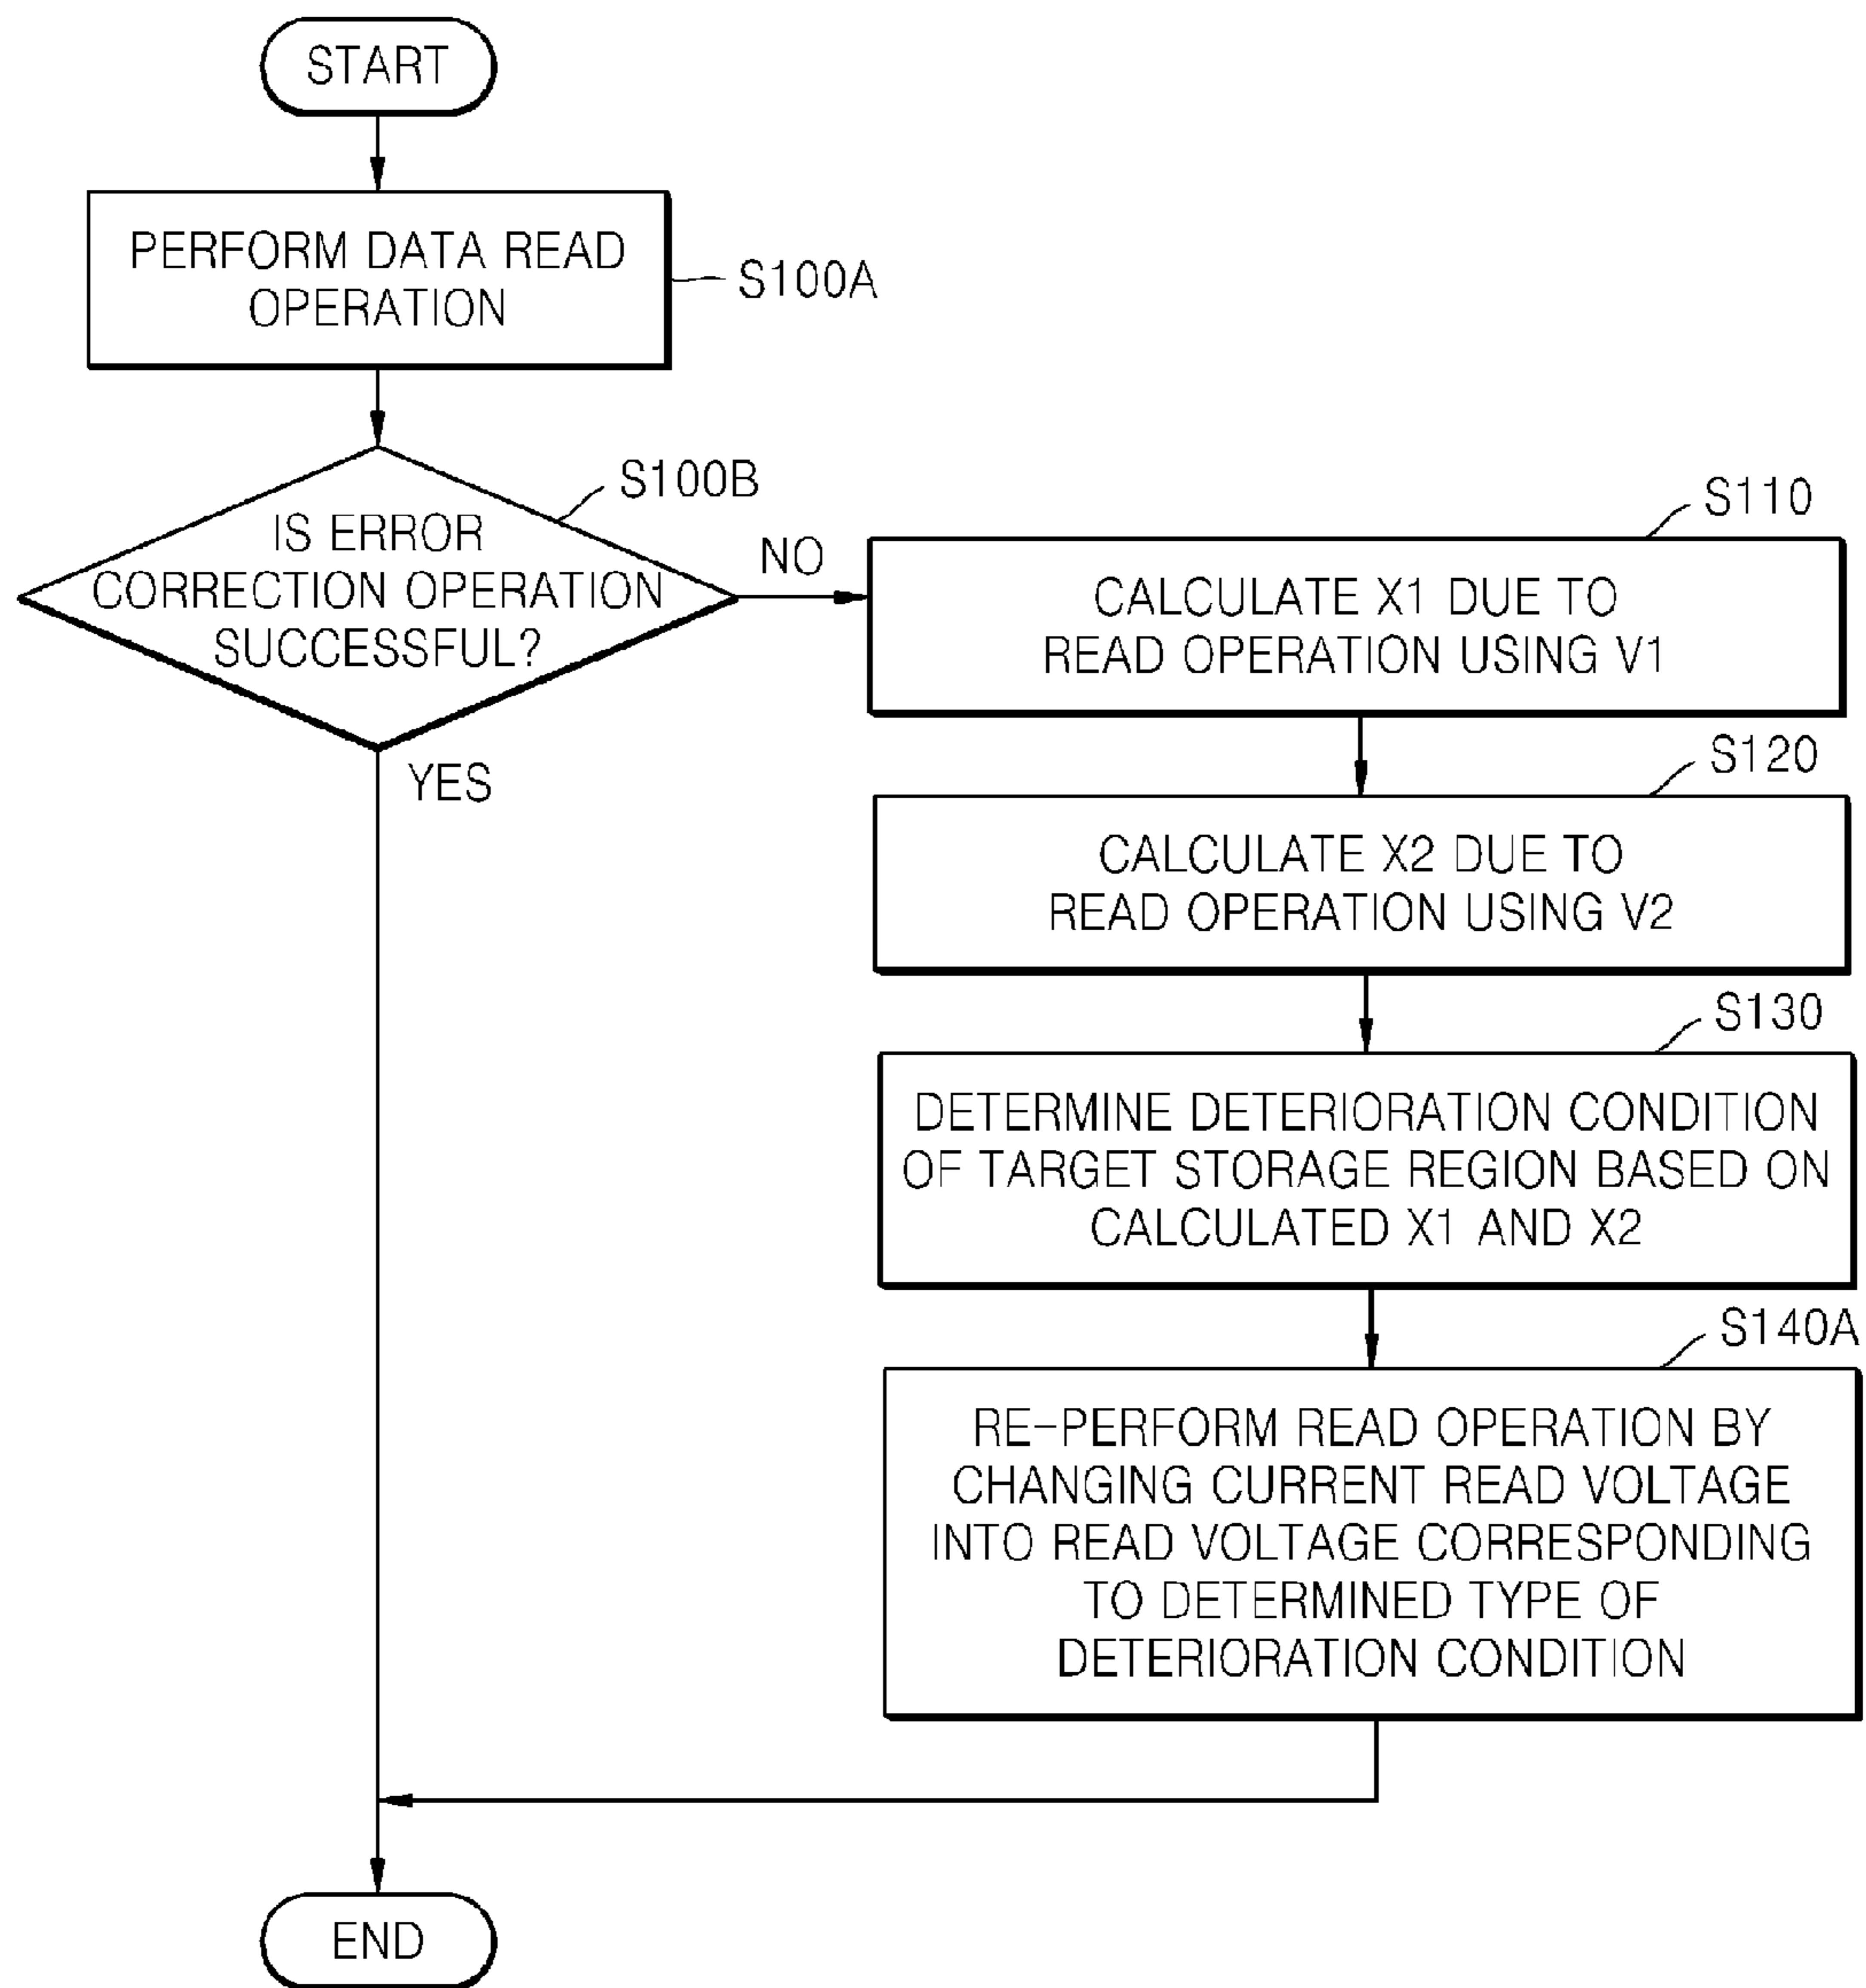 START
PERFORM DATA READ
OPERATION
S100A
S100B
IS ERROR
CORRECTION OPERATION
SUCCESSFUL?
NO
YES
S110
CALCULATE X1 DUE TO
READ OPERATION USING V1
S120
CALCULATE X2 DUE TO
READ OPERATION USING V2
S130
DETERMINE DETERIORATION CONDITION
OF TARGET STORAGE REGION BASED ON
CALCULATED X1 AND X2
S140A
RE-PERFORM READ OPERATION BY
CHANGING CURRENT READ VOLTAGE
INTO READ VOLTAGE CORRESPONDING
TO DETERMINED TYPE OF
DETERIORATION CONDITION
END